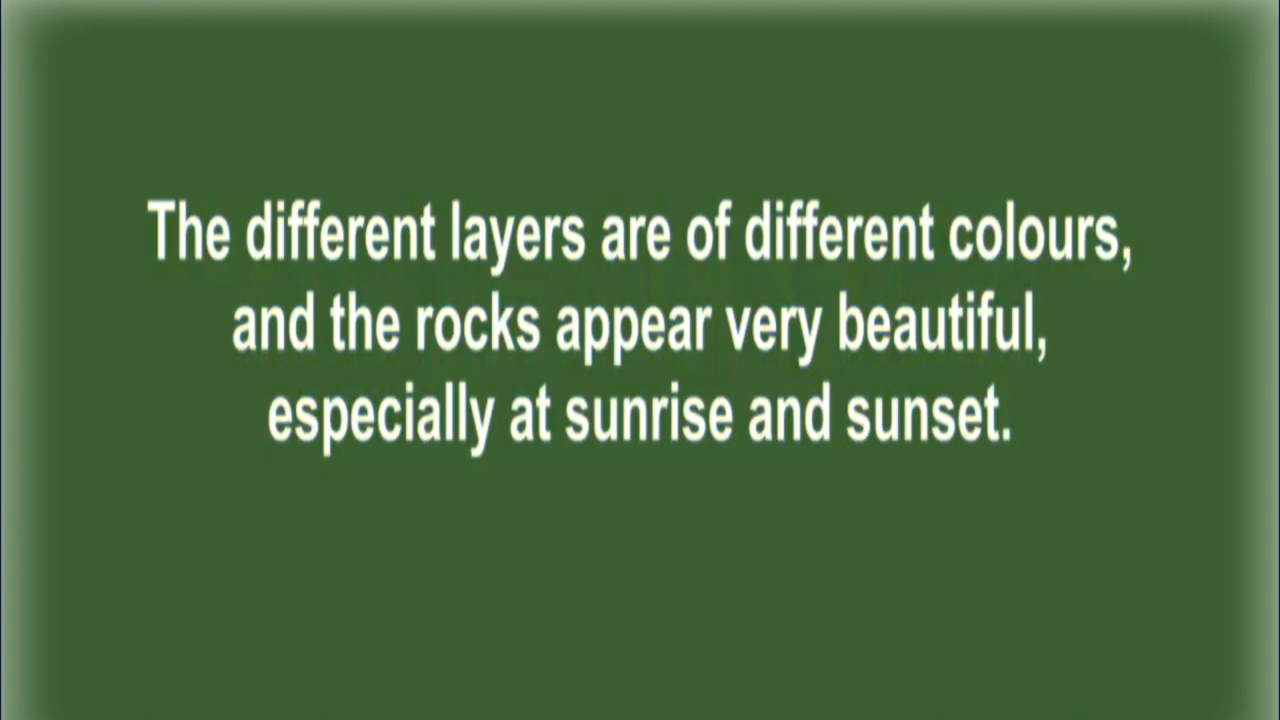 The different layers are of different colours,
and the rocks appear very beautiful,
especially at sunrise and sunset.